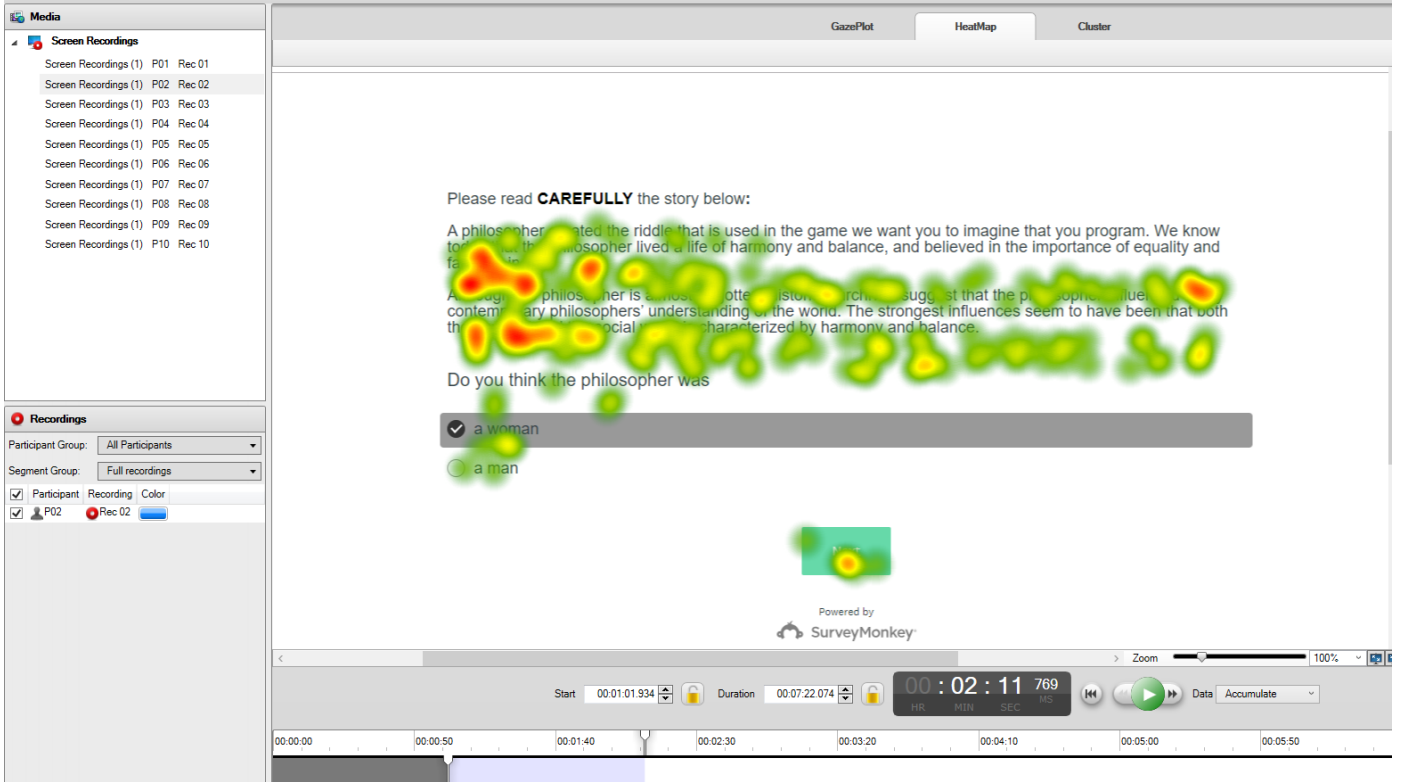 Media
GazePlot
HeatMap
Cluster
Screen Recordings
Screen Recordings (1) P01 Rec 01
Screen Recordings (1) P02 Rec 02
Screen Recordings (1) P03 Rec 03
Screen Recordings (1) P04 Rec 04
Screen Recordings (1) P05 Rec 05
Screen Recordings (1) P06 Rec 06
Screen Recordings (1) P07 Rec 07
Screen Recordings (1) P08 Rec 08
Screen Recordings (1) P09 Rec 09
Screen Recordings (1) P10 Rec 10
Please read CAREFULLY the story below:
A philosopher the riddle that is used in the game we want you to imagine that you program. We know
lived a life of harmony and balance, and believed in the importance of equality and
is suggest that the
contemporary philosophers' understanding of the world. The strongest influences seem to have been that both
social characterized by harmony and balance.
Do you think the philosopher was
a woman
a man
Next
Powered by
SurveyMonkey
Recordings
Participant Group: All Participants
Segment Group: Full recordings
Participant Recording Color
P02 Rec 02
Zoom 100%
Start 00:01:01.934 Duration 00:07:22.074 00 : 02 : 11 769
HR MIN SEC MS
Data Accumulate
00:00:00 00:00:50 00:01:40 00:02:30 00:03:20 00:04:10 00:05:00 00:05:50